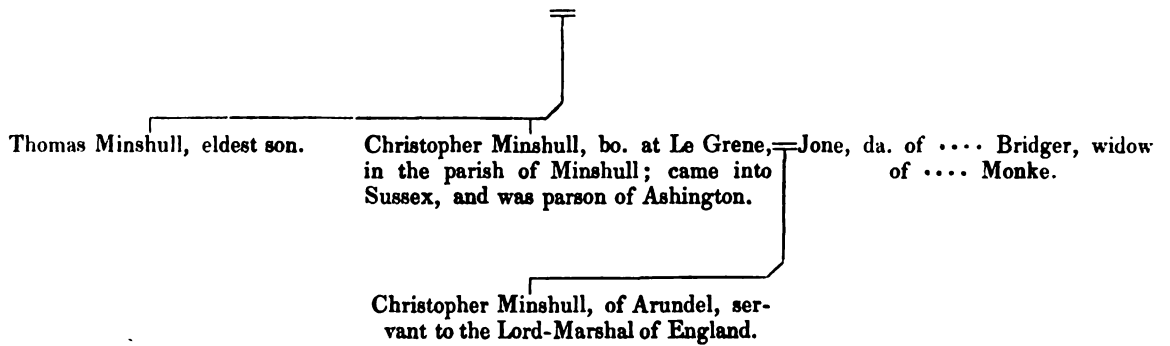 Thomas Minshull, eldest son.
Christopher Minshull, bo. at Le Grene,
in the parish of Minshull; came into
Sussex, and was parson of Ashington.
Jone, da. of .... Bridger, widow
of .... Monke.
Christopher Minshull, of Arundel, ser-
vant to the Lord-Marshal of England.